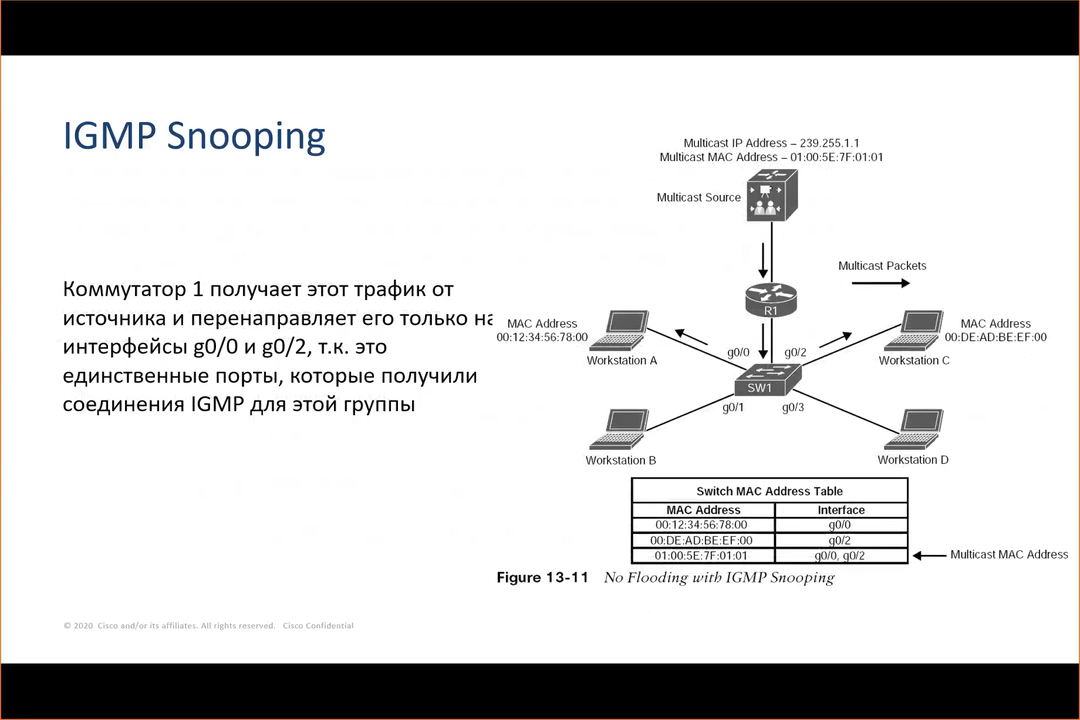 IGMP Snooping
Коммутатор 1 получает этот трафик от
источника и перенаправляет его только на
интерфейсы g0/0 и g0/2, т.к. это
единственные порты, которые получили
соединения IGMP для этой группы
Multicast IP Address – 239.255.1.1
Multicast MAC Address – 01:00:5E:7F:01:01
Multicast Source
Multicast Packets
R1
MAC Address
00:12:34:56:78:00
Workstation A
g0/0
g0/2
MAC Address
00:DE:AD:BE:EF:00
Workstation C
SW1
g0/1
g0/3
Workstation B
Workstation D
Switch MAC Address Table
MAC Address Interface
00:12:34:56:78:00 g0/0
00:DE:AD:BE:EF:00 g0/2
01:00:5E:7F:01:01 g0/0, g0/2
Multicast MAC Address
Figure 13-11 No Flooding with IGMP Snooping
© 2020 Cisco and/or its affiliates. All rights reserved. Cisco Confidential